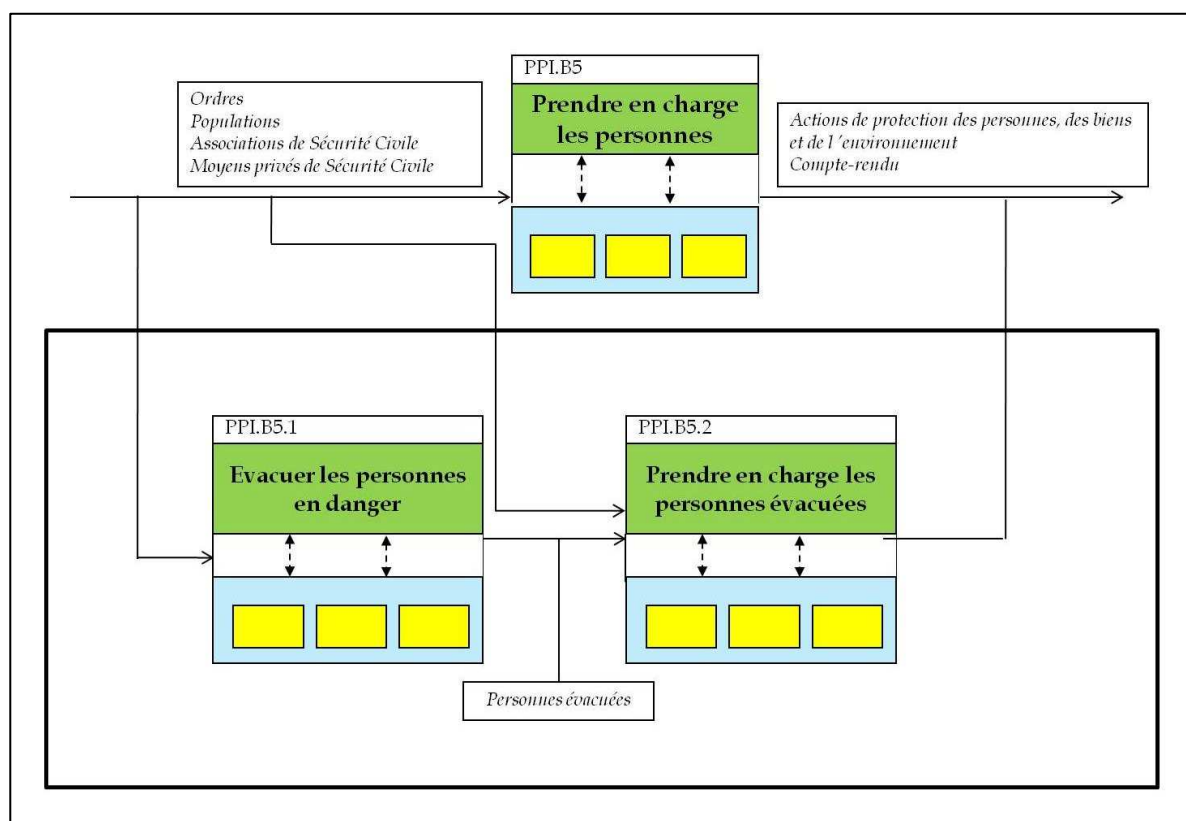 PPI.B5
Prendre en charge
les personnes
Ordres
Populations
Associations de Sécurité Civile
Moyens privés de Sécurité Civile
Actions de protection des personnes, des biens
et de l ’environnement
Compte-rendu
PPI.B5.1
Evacuer les personnes
en danger
PPI.B5.2
Prendre en charge les
personnes évacuées
Personnes évacuées